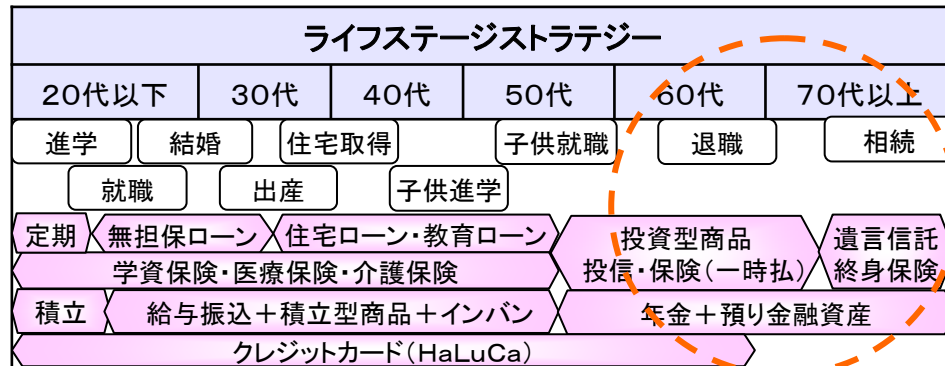 ライフステージストラテジー
20代以下 30代 40代 50代 60代 70代以上
進学 結婚 住宅取得 子供就職 退職 相続
就職 出産 子供進学
定期 無担保ローン 住宅ローン・教育ローン
投資型商品
投信・保険(一時払)
遺言信託
終身保険
学資保険・医療保険・介護保険
積立 給与振込+積立型商品+インバン 年金+預り金融資産
クレジットカード(HaLuCa)